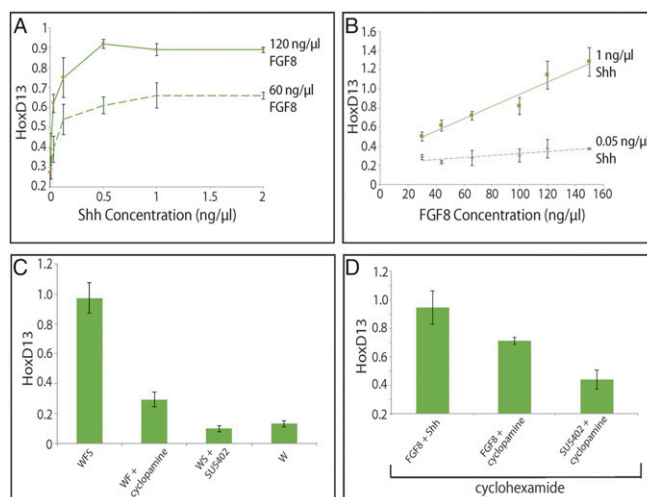 A
1
0.9
0.8
0.7
0.6
0.5
0.4
0.3
0.2
HoxD13
120 ng/µl
FGF8
60 ng/µl
FGF8
0
0.5
1
1.5
2
Shh Concentration (ng/µl)
B
1.6
1.4
1.2
1.0
0.8
0.6
0.4
0.2
0
HoxD13
1 ng/µl
Shh
0.05 ng/µl
Shh
20 40 60 80 100 120 140 160
FGF8 Concentration (ng/µl)
C
1.2
1.0
0.8
0.6
0.4
0.2
0
HoxD13
WFS
WF +
cyclopamine
WS +
SU5402
W
D
1.2
1.0
0.8
0.6
0.4
0.2
HoxD13
FGF8 + Shh
FGF8 +
cyclopamine
SU5402 +
cyclopamine
cyclohexamide